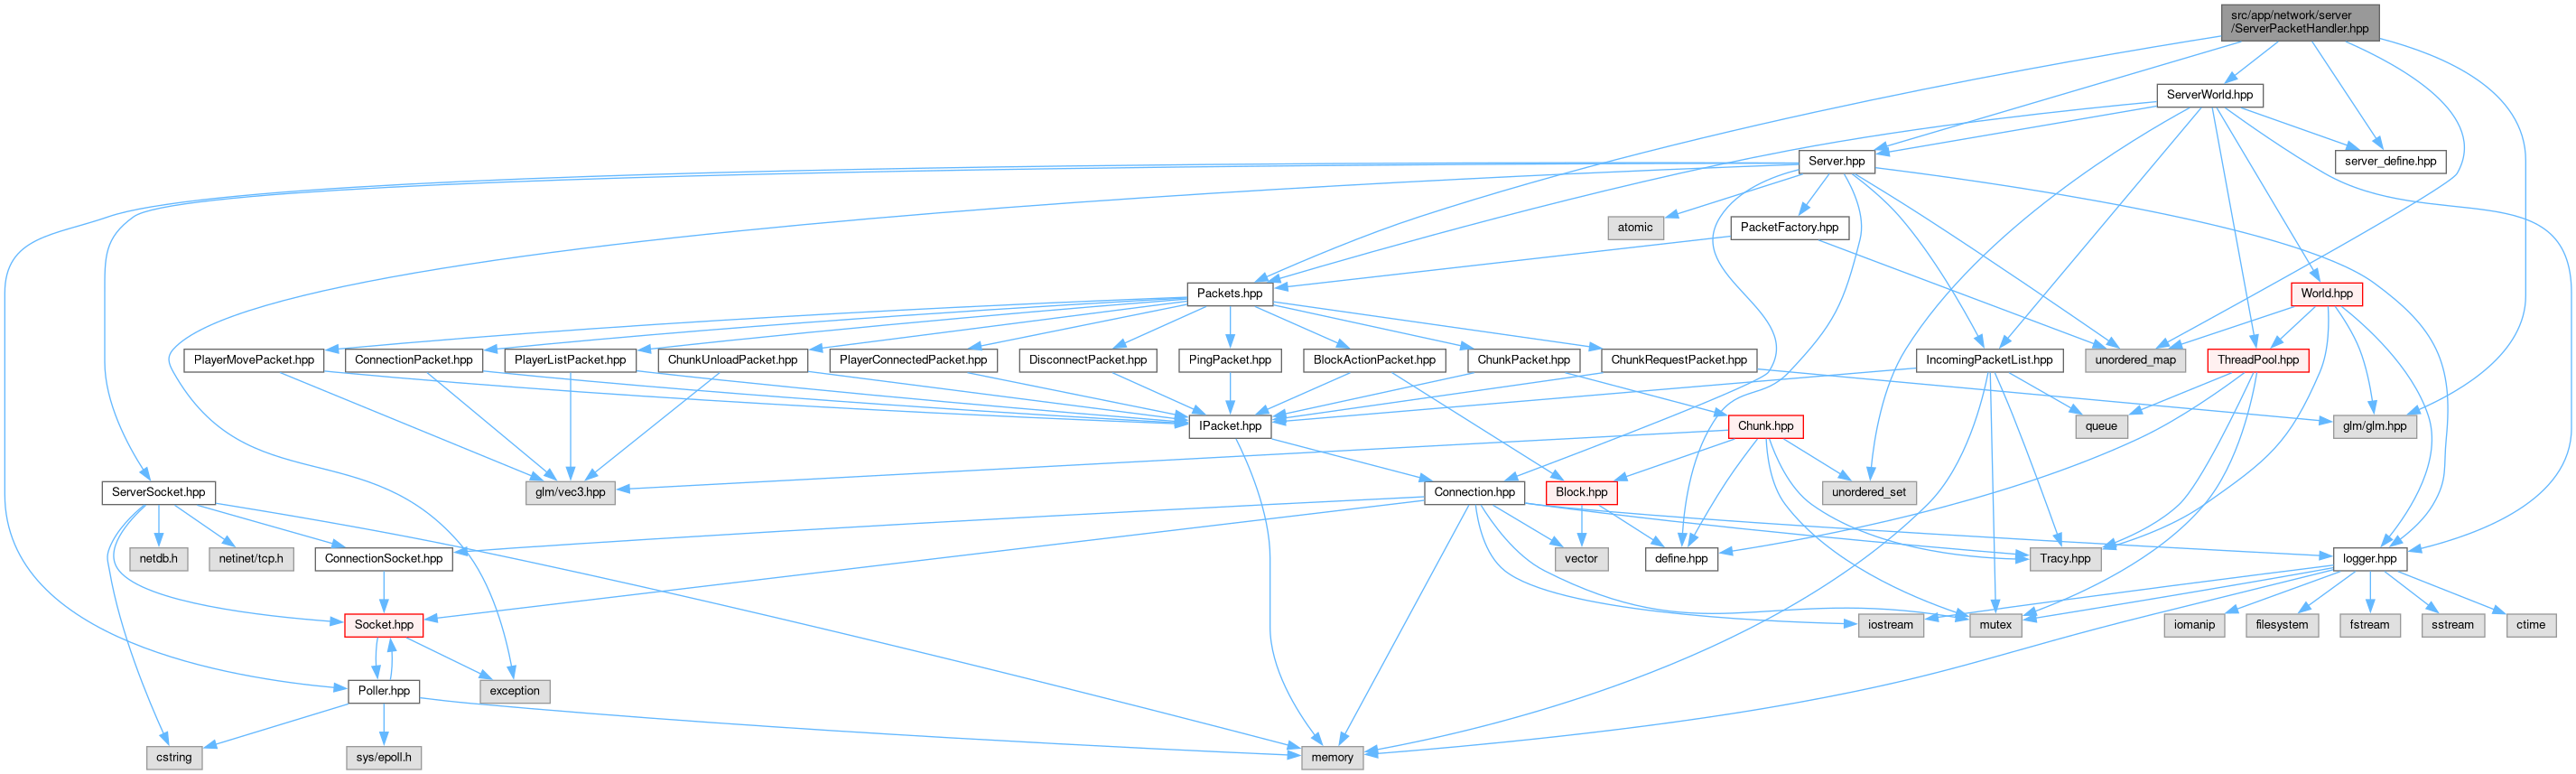 src/app/network/server
/ServerPacketHandler.hpp
ServerWorld.hpp
Server.hpp
server_define.hpp
atomic
PacketFactory.hpp
Packets.hpp
World.hpp
PlayerMovePacket.hpp
ConnectionPacket.hpp
PlayerListPacket.hpp
ChunkUnloadPacket.hpp
PlayerConnectedPacket.hpp
DisconnectPacket.hpp
PingPacket.hpp
BlockActionPacket.hpp
ChunkPacket.hpp
ChunkRequestPacket.hpp
IncomingPacketList.hpp
unordered_map
ThreadPool.hpp
IPacket.hpp
Chunk.hpp
queue
glm/glm.hpp
ServerSocket.hpp
glm/vec3.hpp
Connection.hpp
Block.hpp
unordered_set
netdb.h
netinet/tcp.h
ConnectionSocket.hpp
vector
define.hpp
Tracy.hpp
logger.hpp
Socket.hpp
iostream
mutex
iomanip
filesystem
fstream
sstream
ctime
Poller.hpp
exception
cstring
sys/epoll.h
memory